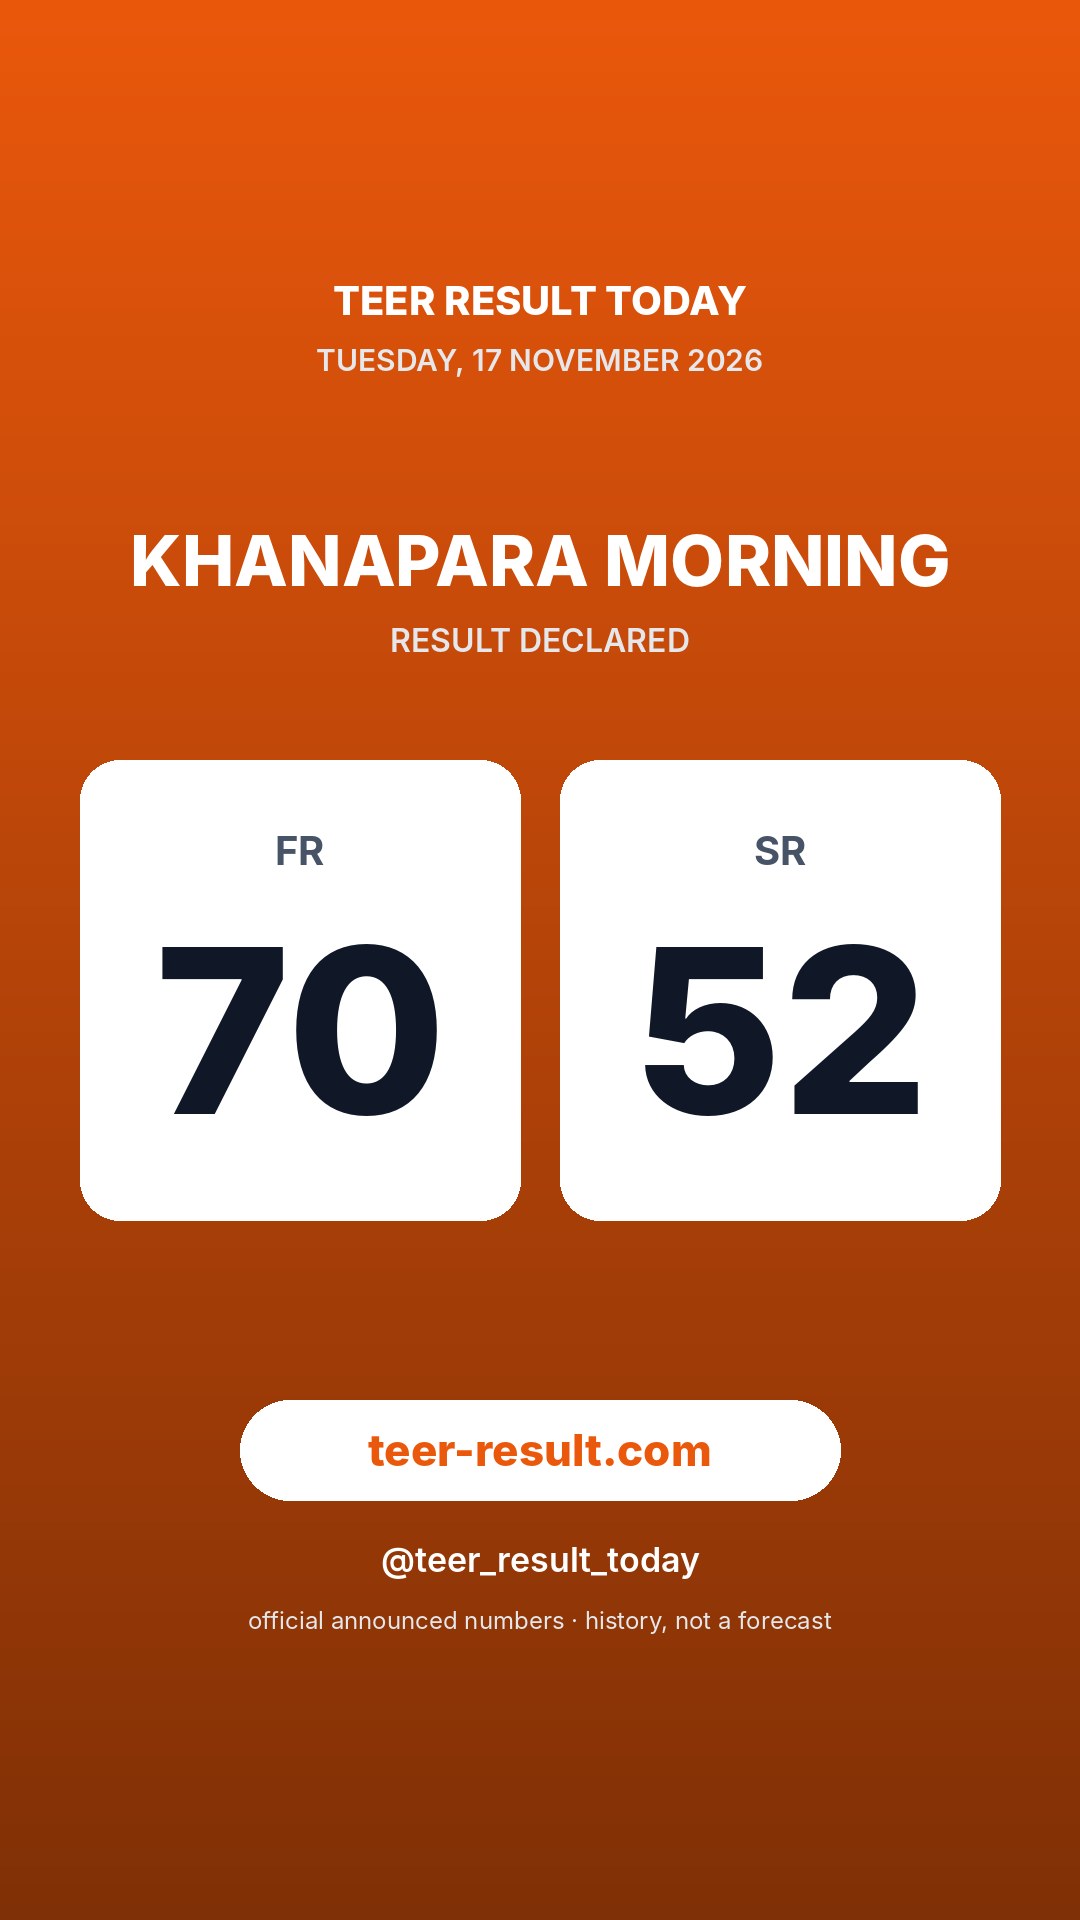 TEER RESULT TODAY
TUESDAY, 17 NOVEMBER 2026
KHANAPARA MORNING
RESULT DECLARED
FR
70
SR
52
teer-result.com
@teer_result_today
official announced numbers · history, not a forecast